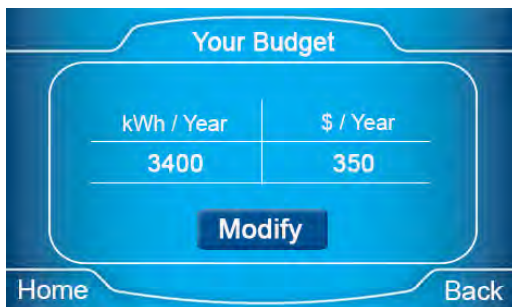 Your Budget
kWh / Year $ / Year
3400 350
Modify
Home Back